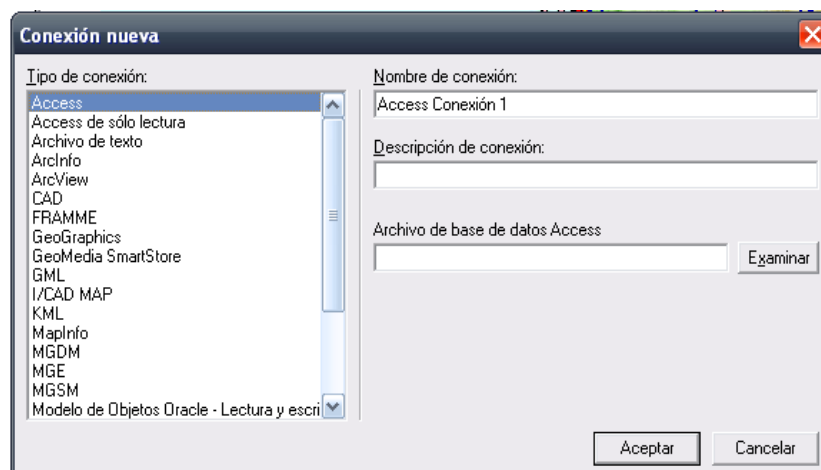 Conexión nueva
Tipo de conexión:
Access
Access de sólo lectura
Archivo de texto
ArcInfo
ArcView
CAD
FRAMME
GeoGraphics
GeoMedia SmartStore
GML
I/CAD MAP
KML
MapInfo
MGDM
MGE
MGSM
Modelo de Objetos Oracle - Lectura y escri
Nombre de conexión:
Access Conexión 1
Descripción de conexión:
Archivo de base de datos Access
Examinar
Aceptar
Cancelar